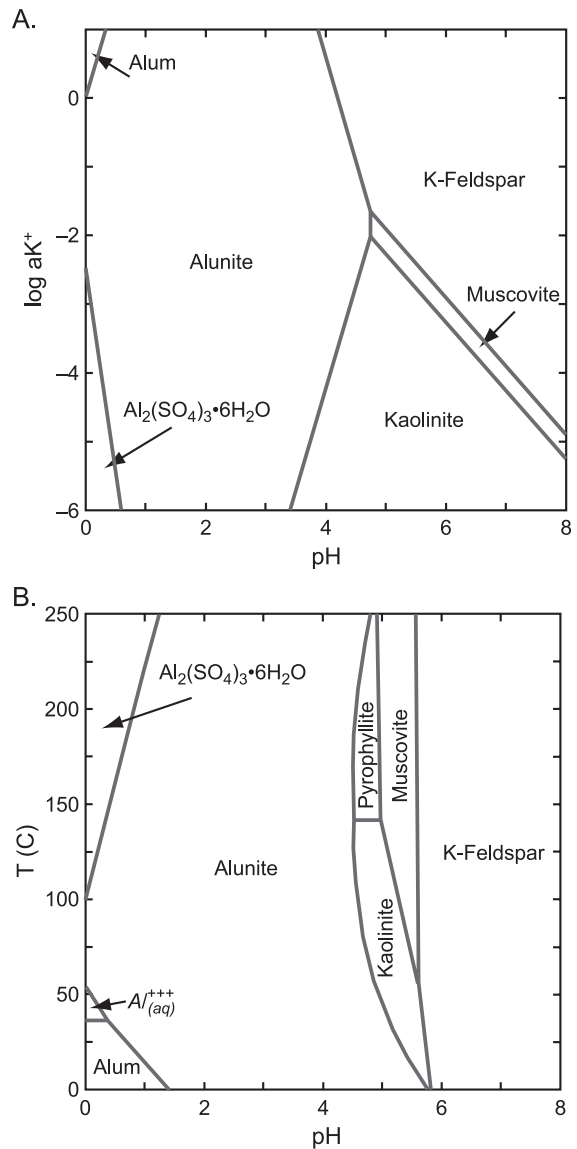 A.
Alum
0
K-Feldspar
–2
log aK⁺
Alunite
Muscovite
–4
Al₂(SO₄)₃•6H₂O
Kaolinite
–6
0 2 4 6 8
pH
B.
250
Al₂(SO₄)₃•6H₂O
200
Pyrophyllite
Muscovite
150
T (C)
Alunite
K-Feldspar
100
Kaolinite
50
Al⁺⁺⁺₍aq₎
Alum
0
0 2 4 6 8
pH